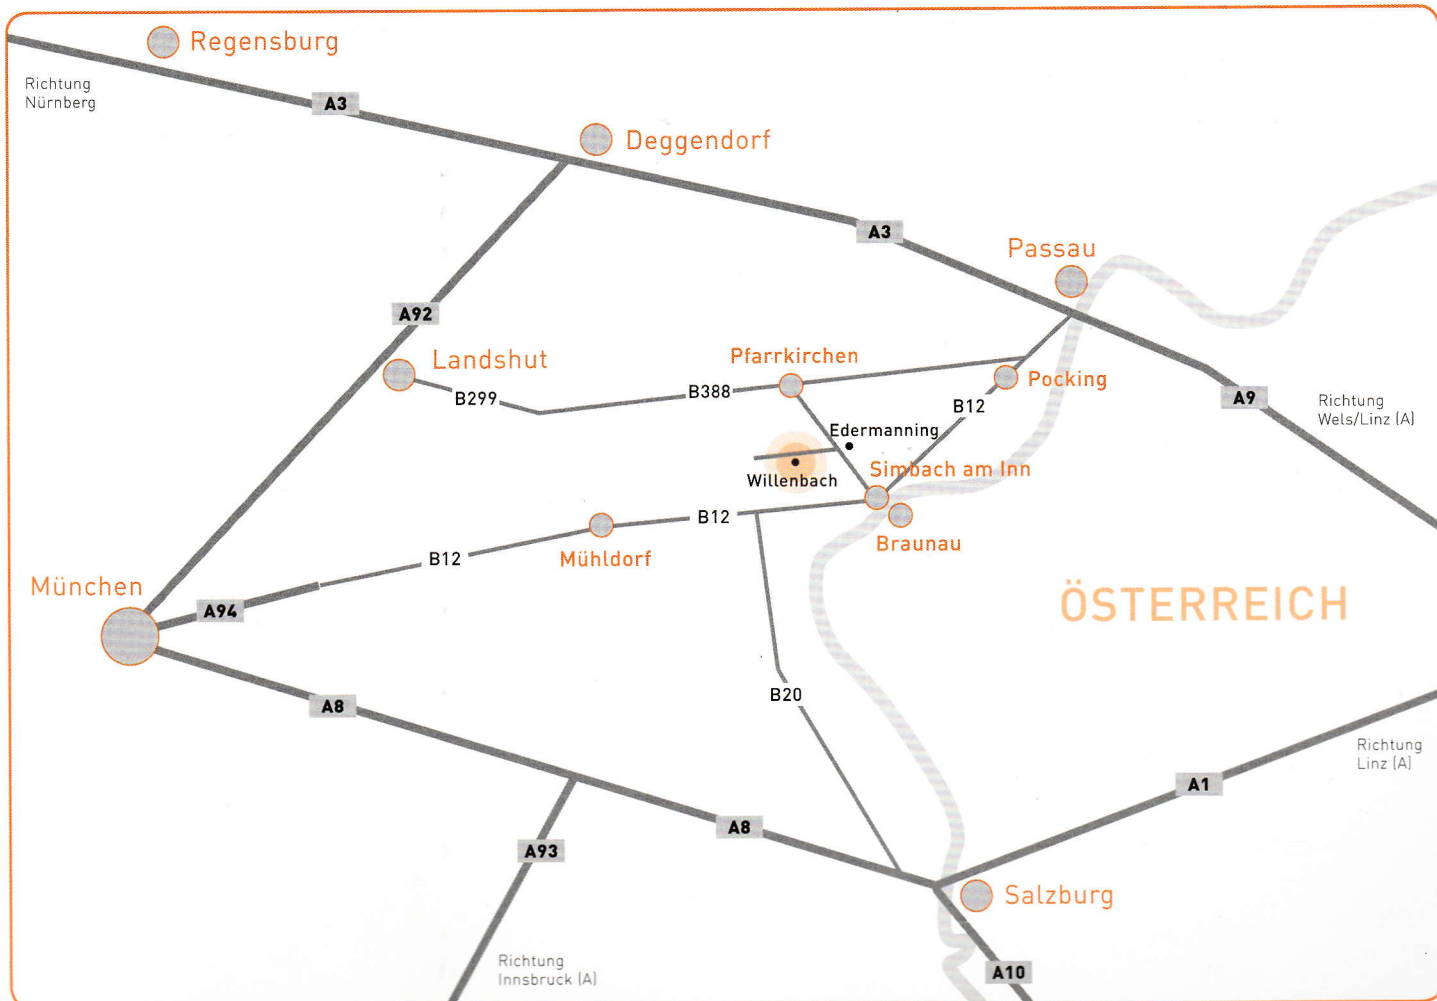 Regensburg
Richtung
Nürnberg
A3
Deggendorf
A3
Passau
A92
Landshut
B299
B388
Pfarrkirchen
Pocking
B12
A9
Richtung
Wels/Linz (A)
Edermanning
Willenbach
Simbach am Inn
B12
Braunau
Mühldorf
B12
München
A94
ÖSTERREICH
A8
B20
Richtung
Linz (A)
A1
A8
A93
Salzburg
Richtung
Innsbruck (A)
A10